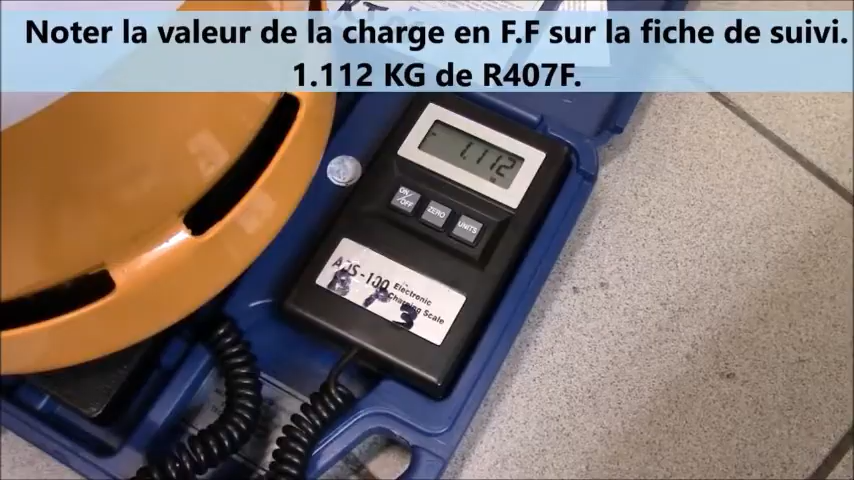 Noter la valeur de la charge en F.F sur la fiche de suivi.
1.112 KG de R407F.
- 1.112
ON/OFF ZERO UNITS
Electronic
Charging Scale